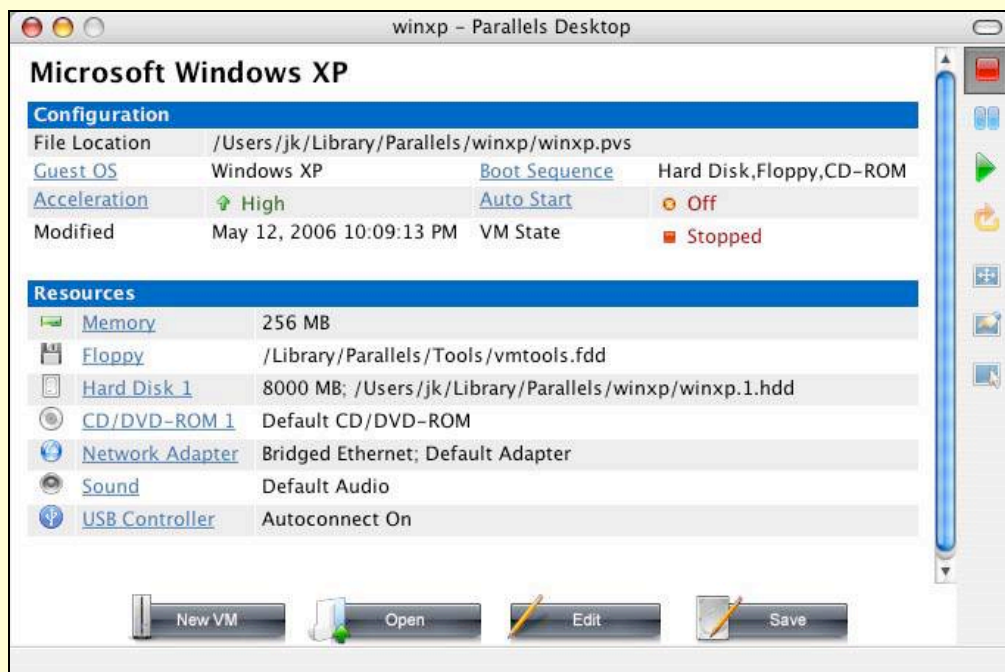 winxp – Parallels Desktop
Microsoft Windows XP
Configuration
File Location /Users/jk/Library/Parallels/winxp/winxp.pvs
Guest OS Windows XP Boot Sequence Hard Disk,Floppy,CD-ROM
Acceleration High Auto Start Off
Modified May 12, 2006 10:09:13 PM VM State Stopped
Resources
Memory 256 MB
Floppy /Library/Parallels/Tools/vmtools.fdd
Hard Disk 1 8000 MB; /Users/jk/Library/Parallels/winxp/winxp.1.hdd
CD/DVD-ROM 1 Default CD/DVD-ROM
Network Adapter Bridged Ethernet; Default Adapter
Sound Default Audio
USB Controller Autoconnect On
New VM Open Edit Save